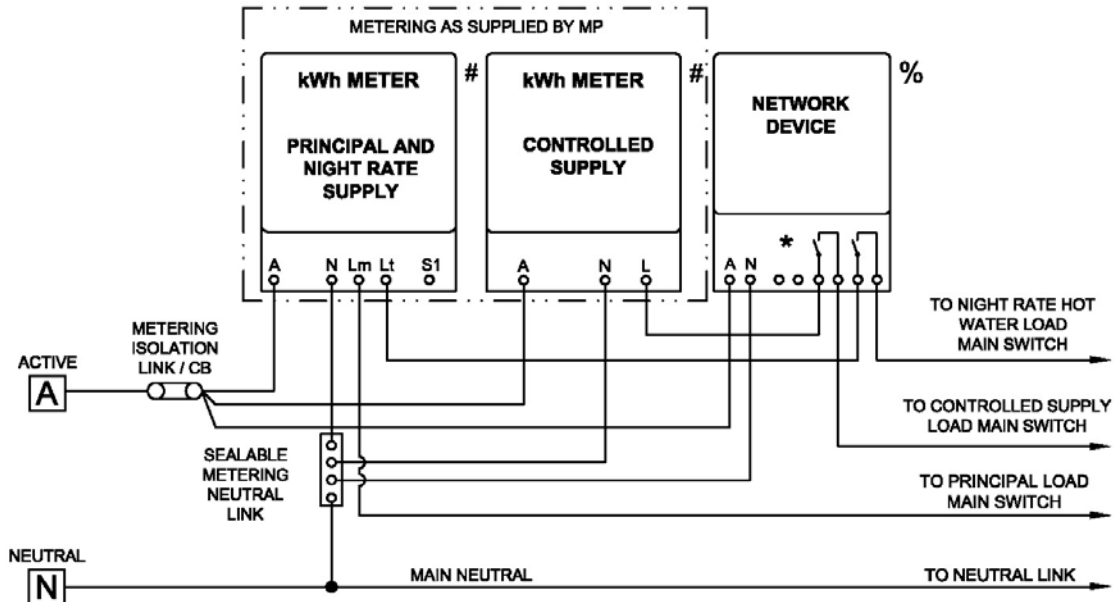 METERING AS SUPPLIED BY MP
kWh METER
#
PRINCIPAL AND
NIGHT RATE
SUPPLY
A N Lm Lt S1
kWh METER
#
CONTROLLED
SUPPLY
A N L
NETWORK
DEVICE
%
*
A N
METERING
ISOLATION
LINK / CB
ACTIVE
A
TO NIGHT RATE HOT
WATER LOAD
MAIN SWITCH
TO CONTROLLED SUPPLY
LOAD MAIN SWITCH
SEALABLE
METERING
NEUTRAL
LINK
TO PRINCIPAL LOAD
MAIN SWITCH
NEUTRAL
N
MAIN NEUTRAL
TO NEUTRAL LINK